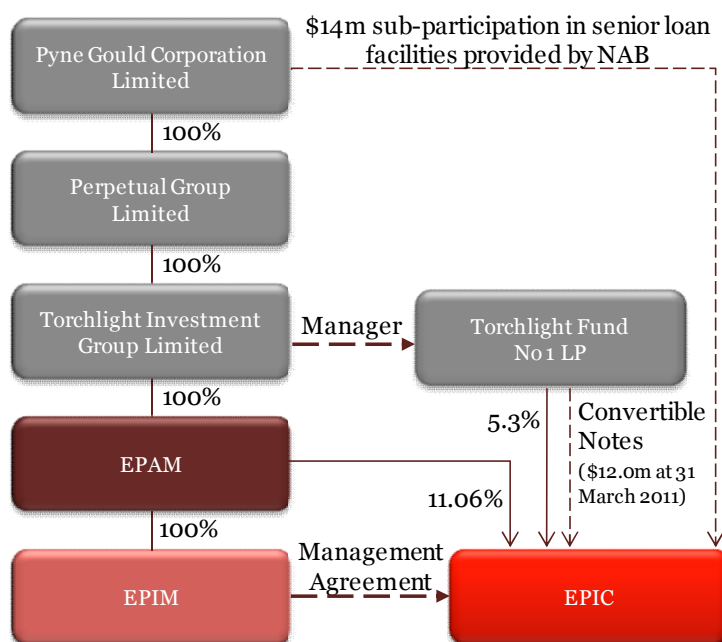 $14m sub-participation in senior loan
facilities provided by NAB
Pyne Gould Corporation
Limited
100%
Perpetual Group
Limited
100%
Torchlight Investment
Group Limited
Manager
Torchlight Fund
No 1 LP
100%
5.3%
Convertible
Notes
($12.0m at 31
March 2011)
EPAM
11.06%
100%
Management
Agreement
EPIM
EPIC